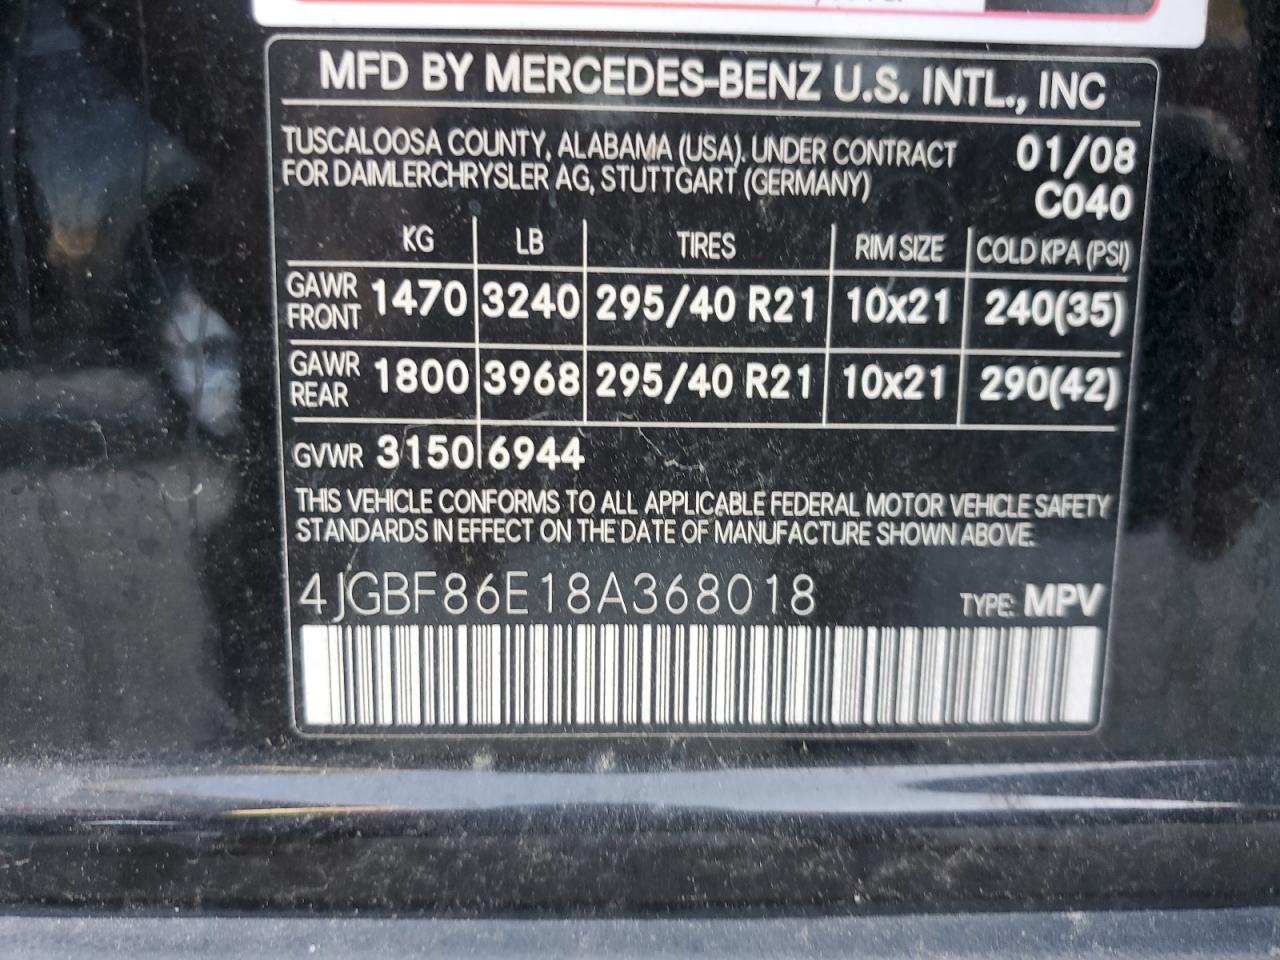 MFD BY MERCEDES-BENZ U.S. INTL., INC
TUSCALOOSA COUNTY, ALABAMA (USA). UNDER CONTRACT 01/08
FOR DAIMLERCHRYSLER AG, STUTTGART (GERMANY) C040
KG LB TIRES RIM SIZE COLD KPA (PSI)
GAWR FRONT 1470 3240 295/40 R21 10x21 240(35)
GAWR REAR 1800 3968 295/40 R21 10x21 290(42)
GVWR 3150 6944
THIS VEHICLE CONFORMS TO ALL APPLICABLE FEDERAL MOTOR VEHICLE SAFETY
STANDARDS IN EFFECT ON THE DATE OF MANUFACTURE SHOWN ABOVE.
4JGBF86E18A368018 TYPE: MPV